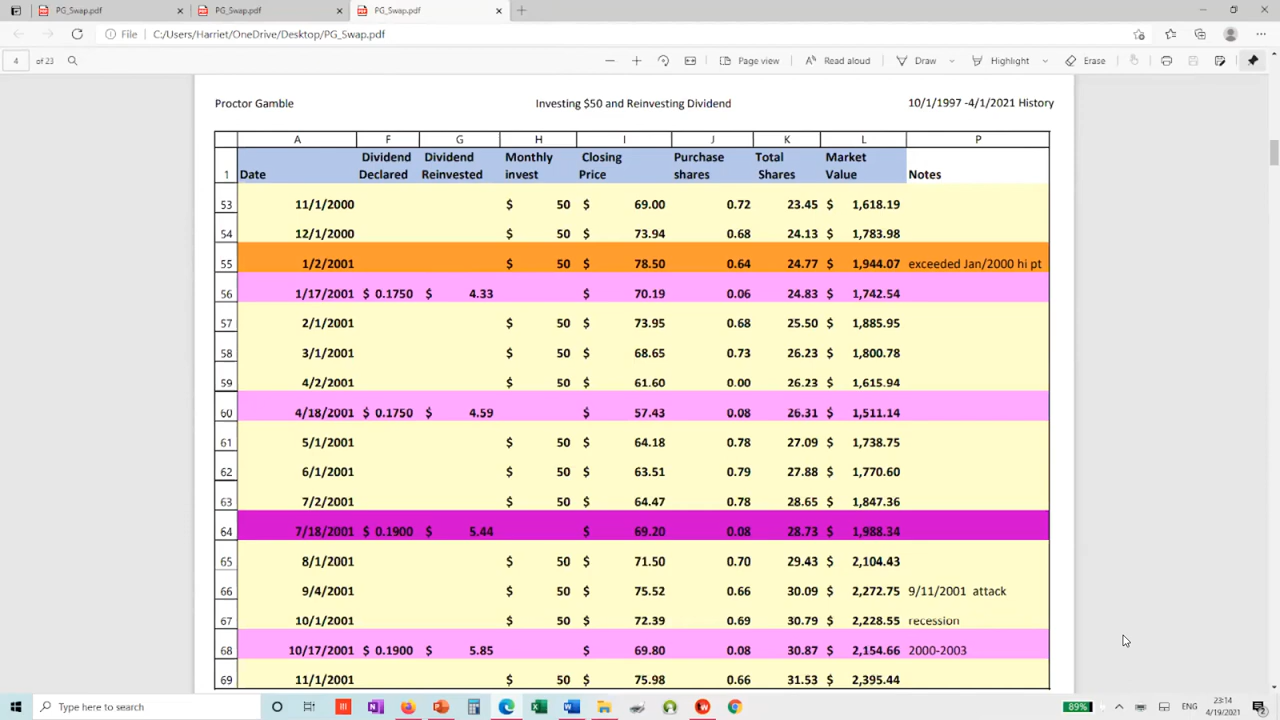 PG_Swap.pdf × PG_Swap.pdf × PG_Swap.pdf ×
File C:/Users/Harriet/OneDrive/Desktop/PG_Swap.pdf
4 of 23 Page view Read aloud Draw Highlight Erase
Proctor Gamble Investing $50 and Reinvesting Dividend 10/1/1997 -4/1/2021 History
A F G H I J K L P
Dividend Dividend Monthly Closing Purchase Total Market
1 Date Declared Reinvested invest Price shares Shares Value Notes
53 11/1/2000 $ 50 $ 69.00 0.72 23.45 $ 1,618.19
54 12/1/2000 $ 50 $ 73.94 0.68 24.13 $ 1,783.98
55 1/2/2001 $ 50 $ 78.50 0.64 24.77 $ 1,944.07 exceeded Jan/2000 hi pt
56 1/17/2001 $ 0.1750 $ 4.33 $ 70.19 0.06 24.83 $ 1,742.54
57 2/1/2001 $ 50 $ 73.95 0.68 25.50 $ 1,885.95
58 3/1/2001 $ 50 $ 68.65 0.73 26.23 $ 1,800.78
59 4/2/2001 $ 50 $ 61.60 0.00 26.23 $ 1,615.94
60 4/18/2001 $ 0.1750 $ 4.59 $ 57.43 0.08 26.31 $ 1,511.14
61 5/1/2001 $ 50 $ 64.18 0.78 27.09 $ 1,738.75
62 6/1/2001 $ 50 $ 63.51 0.79 27.88 $ 1,770.60
63 7/2/2001 $ 50 $ 64.47 0.78 28.65 $ 1,847.36
64 7/18/2001 $ 0.1900 $ 5.44 $ 69.20 0.08 28.73 $ 1,988.34
65 8/1/2001 $ 50 $ 71.50 0.70 29.43 $ 2,104.43
66 9/4/2001 $ 50 $ 75.52 0.66 30.09 $ 2,272.75 9/11/2001 attack
67 10/1/2001 $ 50 $ 72.39 0.69 30.79 $ 2,228.55 recession
68 10/17/2001 $ 0.1900 $ 5.85 $ 69.80 0.08 30.87 $ 2,154.66 2000-2003
69 11/1/2001 $ 50 $ 75.98 0.66 31.53 $ 2,395.44
Type here to search 89% ENG 23:14
4/19/2021